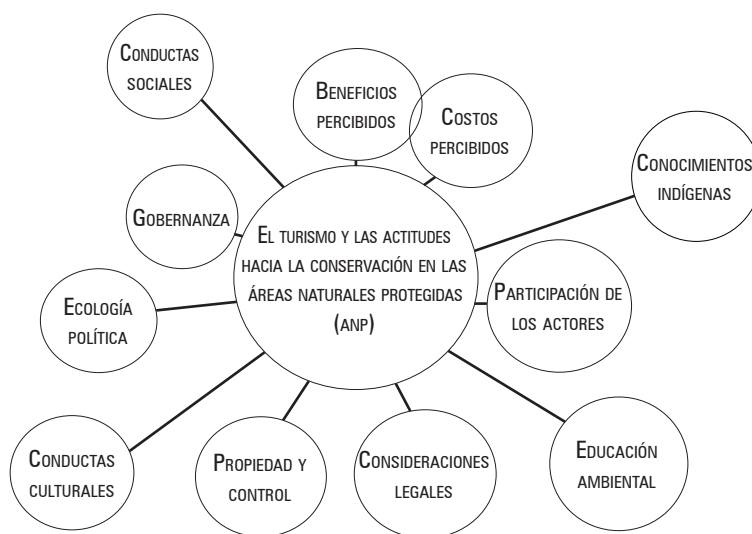 CONDUCTAS
SOCIALES
BENEFICIOS
PERCIBIDOS
COSTOS
PERCIBIDOS
CONOCIMIENTOS
INDÍGENAS
GOBERNANZA
EL TURISMO Y LAS ACTITUDES
HACIA LA CONSERVACIÓN EN LAS
ÁREAS NATURALES PROTEGIDAS
(ANP)
ECOLOGÍA
POLÍTICA
PARTICIPACIÓN DE
LOS ACTORES
CONDUCTAS
CULTURALES
PROPIEDAD Y
CONTROL
CONSIDERACIONES
LEGALES
EDUCACIÓN
AMBIENTAL